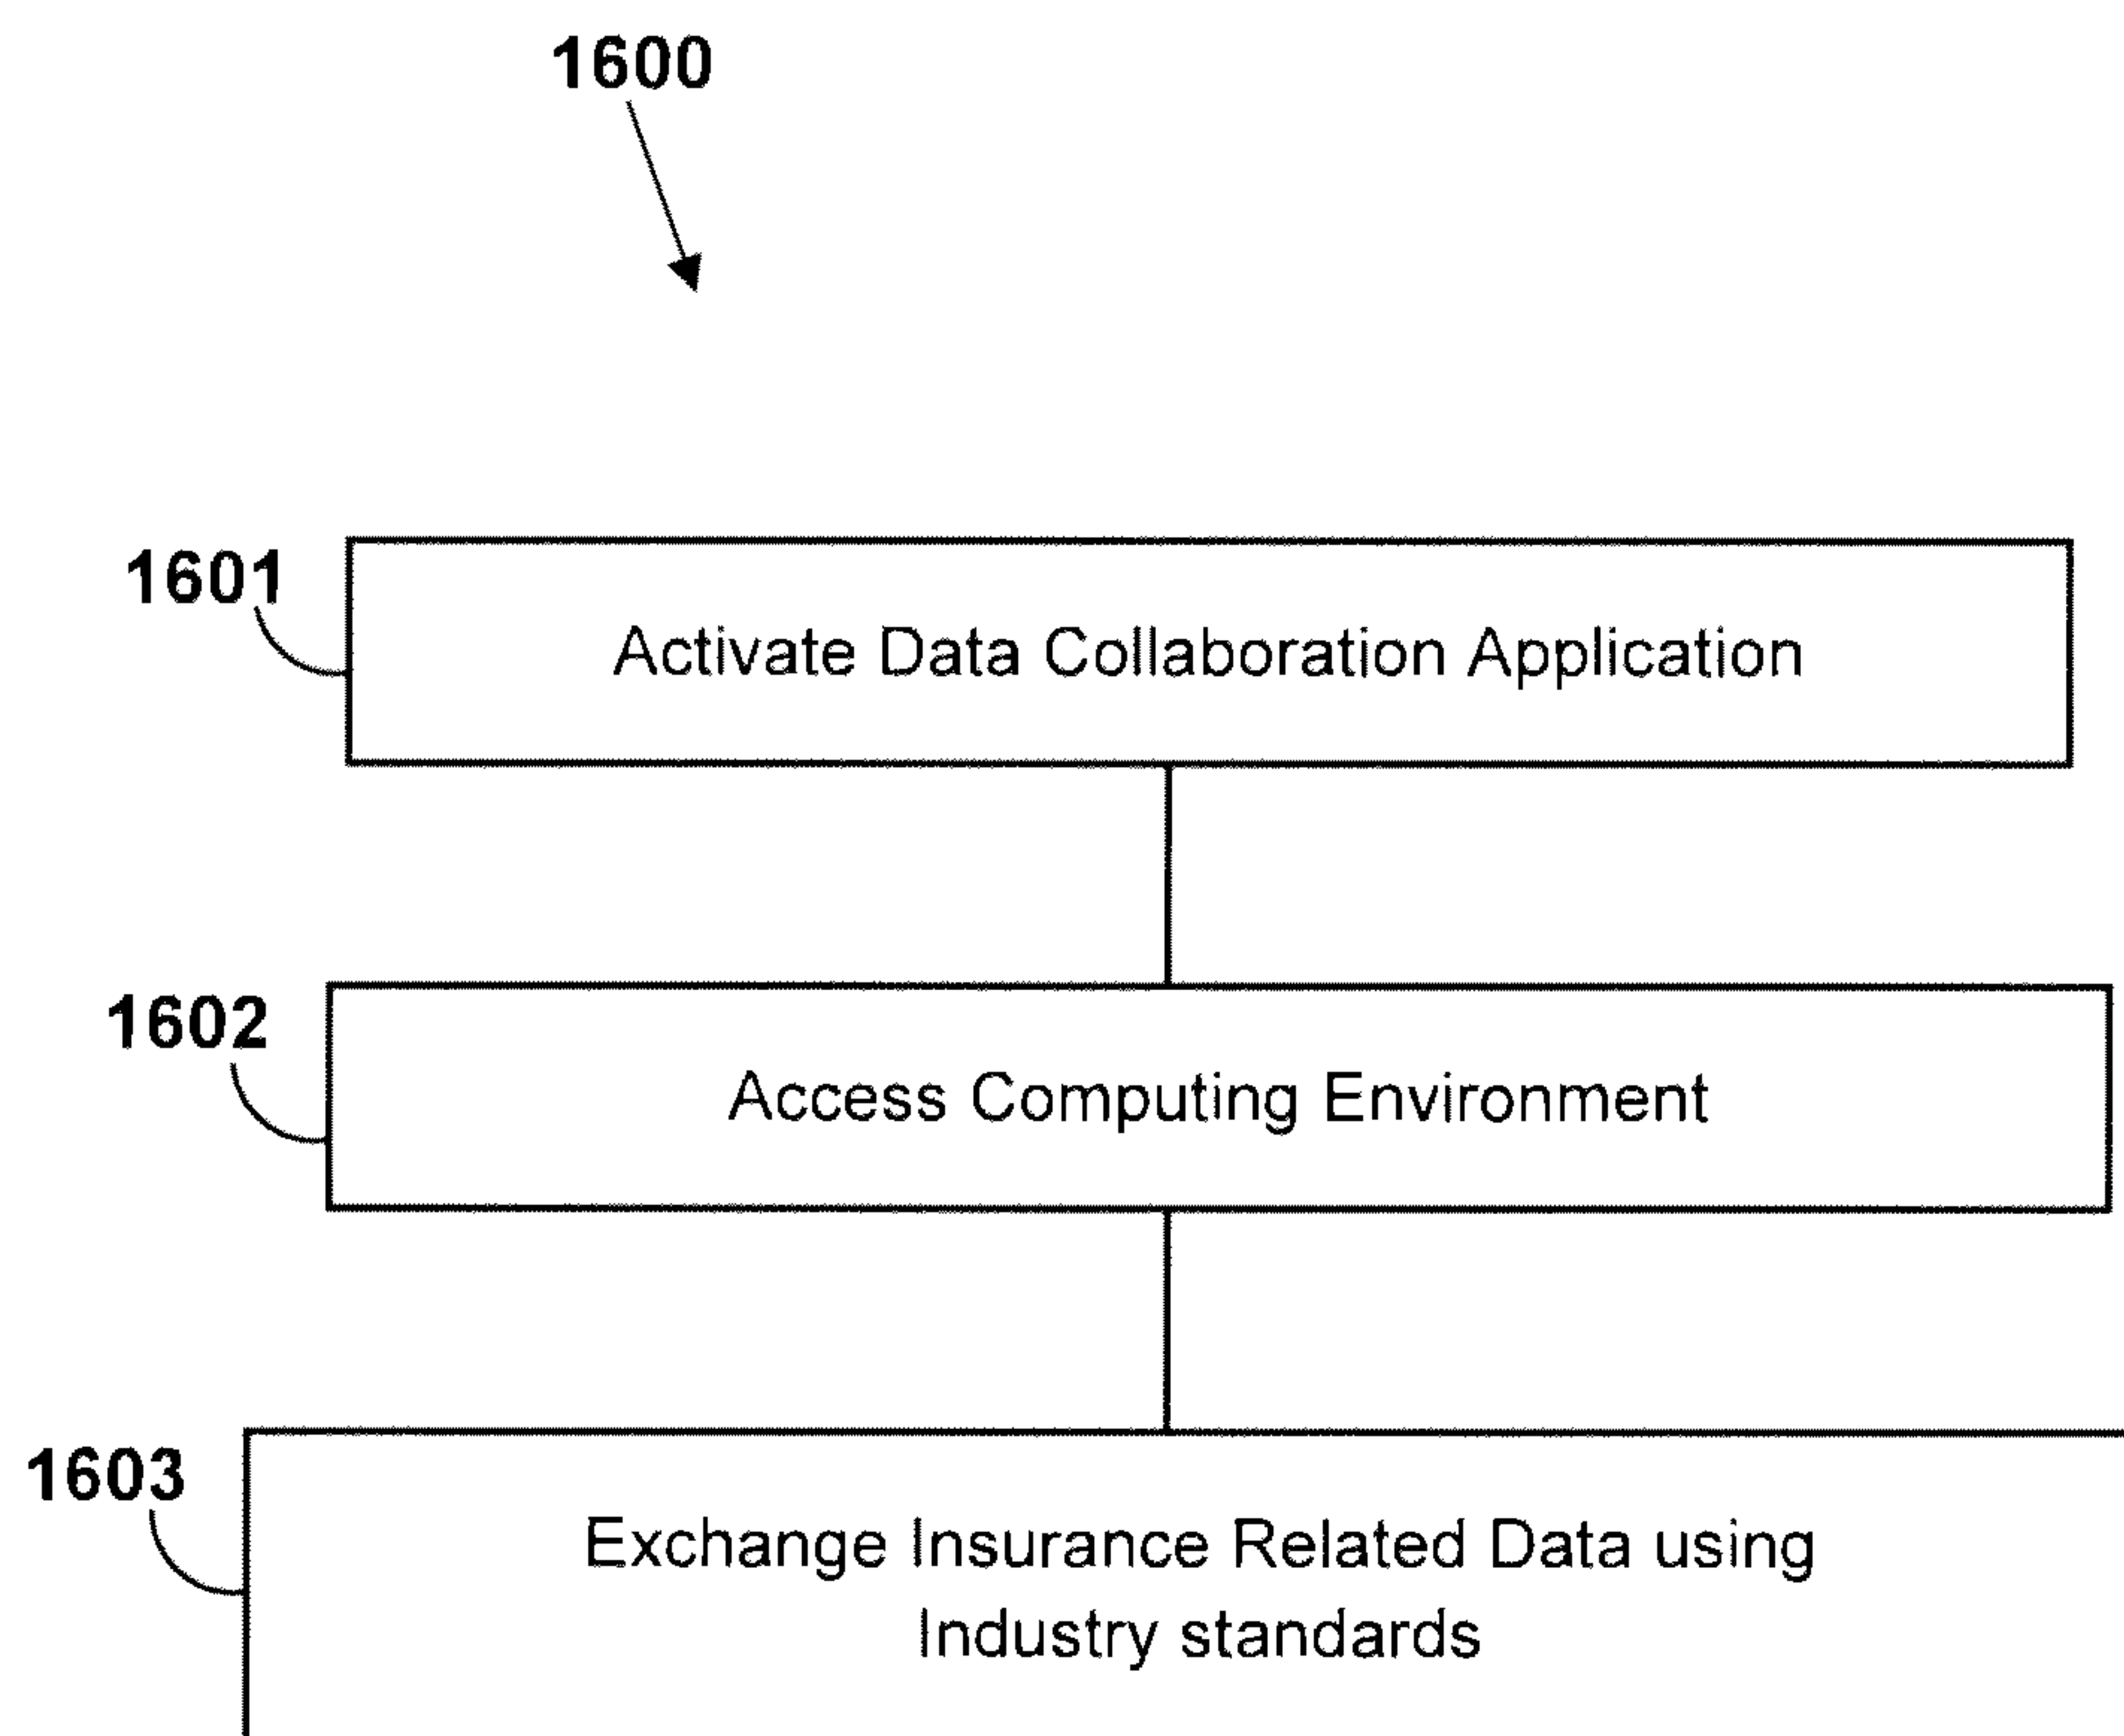 1600
1601
Activate Data Collaboration Application
1602
Access Computing Environment
1603
Exchange Insurance Related Data using
Industry standards